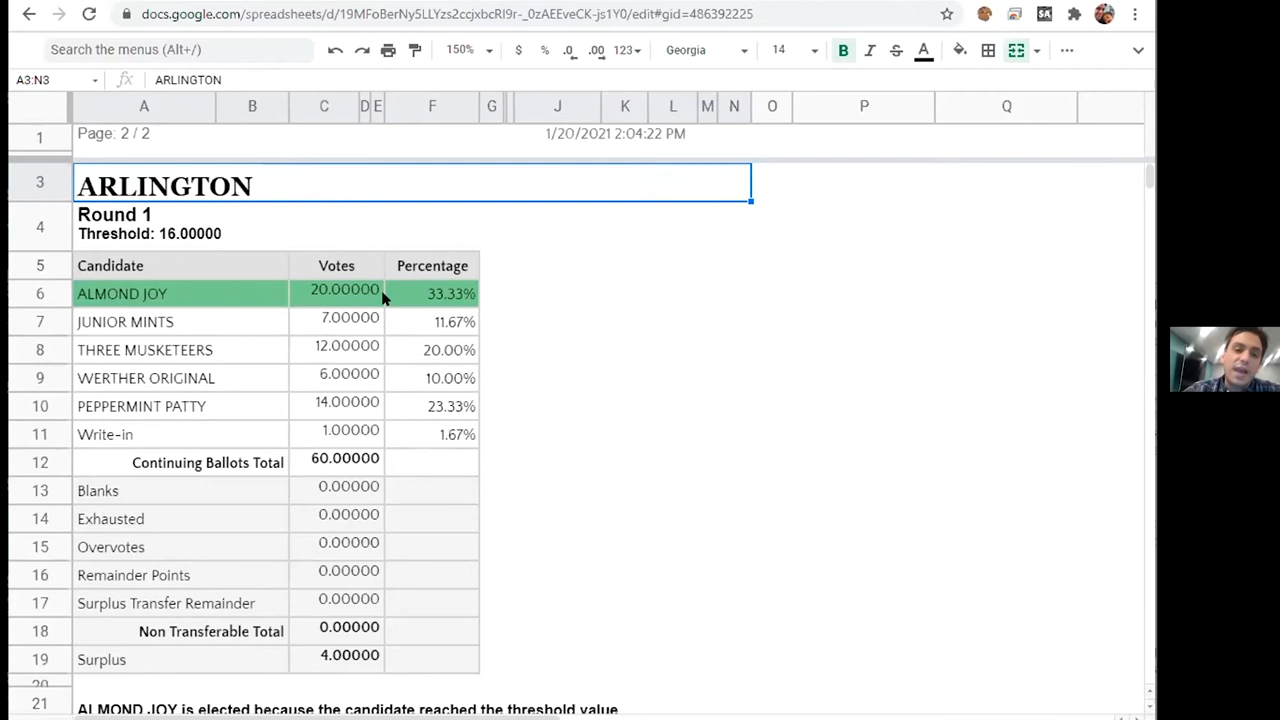 docs.google.com/spreadsheets/d/19MFoBerNy5LLYzs2ccjxbcRI9r-_0zAEEveCK-js1Y0/edit#gid=486392225
Search the menus (Alt+/) 150% $ % .0 .00 123 Georgia 14 B I S A
A3:N3 fx ARLINGTON
A B C D E F G J K L M N O P Q
1 Page: 2 / 2 1/20/2021 2:04:22 PM
3 ARLINGTON
4 Round 1
Threshold: 16.00000
5 Candidate Votes Percentage
6 ALMOND JOY 20.00000 33.33%
7 JUNIOR MINTS 7.00000 11.67%
8 THREE MUSKETEERS 12.00000 20.00%
9 WERTHER ORIGINAL 6.00000 10.00%
10 PEPPERMINT PATTY 14.00000 23.33%
11 Write-in 1.00000 1.67%
12 Continuing Ballots Total 60.00000
13 Blanks 0.00000
14 Exhausted 0.00000
15 Overvotes 0.00000
16 Remainder Points 0.00000
17 Surplus Transfer Remainder 0.00000
18 Non Transferable Total 0.00000
19 Surplus 4.00000
20
21 ALMOND JOY is elected because the candidate reached the threshold value